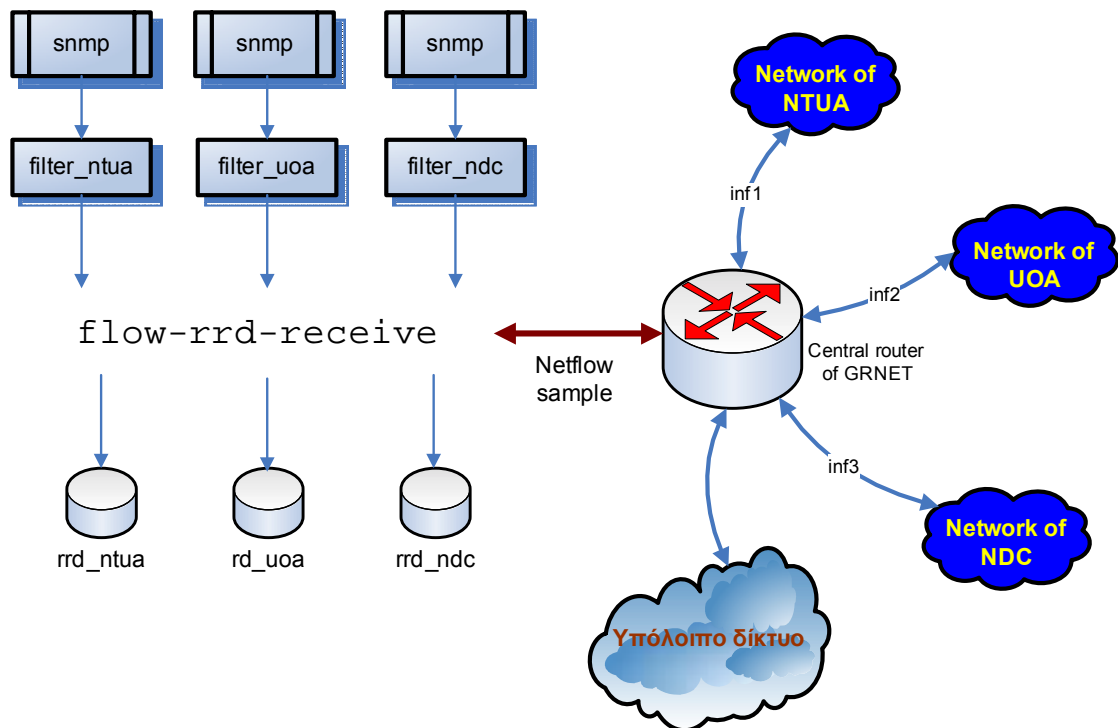 snmp
snmp
snmp
filter_ntua
filter_uoa
filter_ndc
flow-rrd-receive
rrd_ntua
rd_uoa
rrd_ndc
Netflow
sample
Network of
NTUA
inf1
Network of
UOA
inf2
Central router
of GRNET
inf3
Network of
NDC
Υπόλοιπο δίκτυο